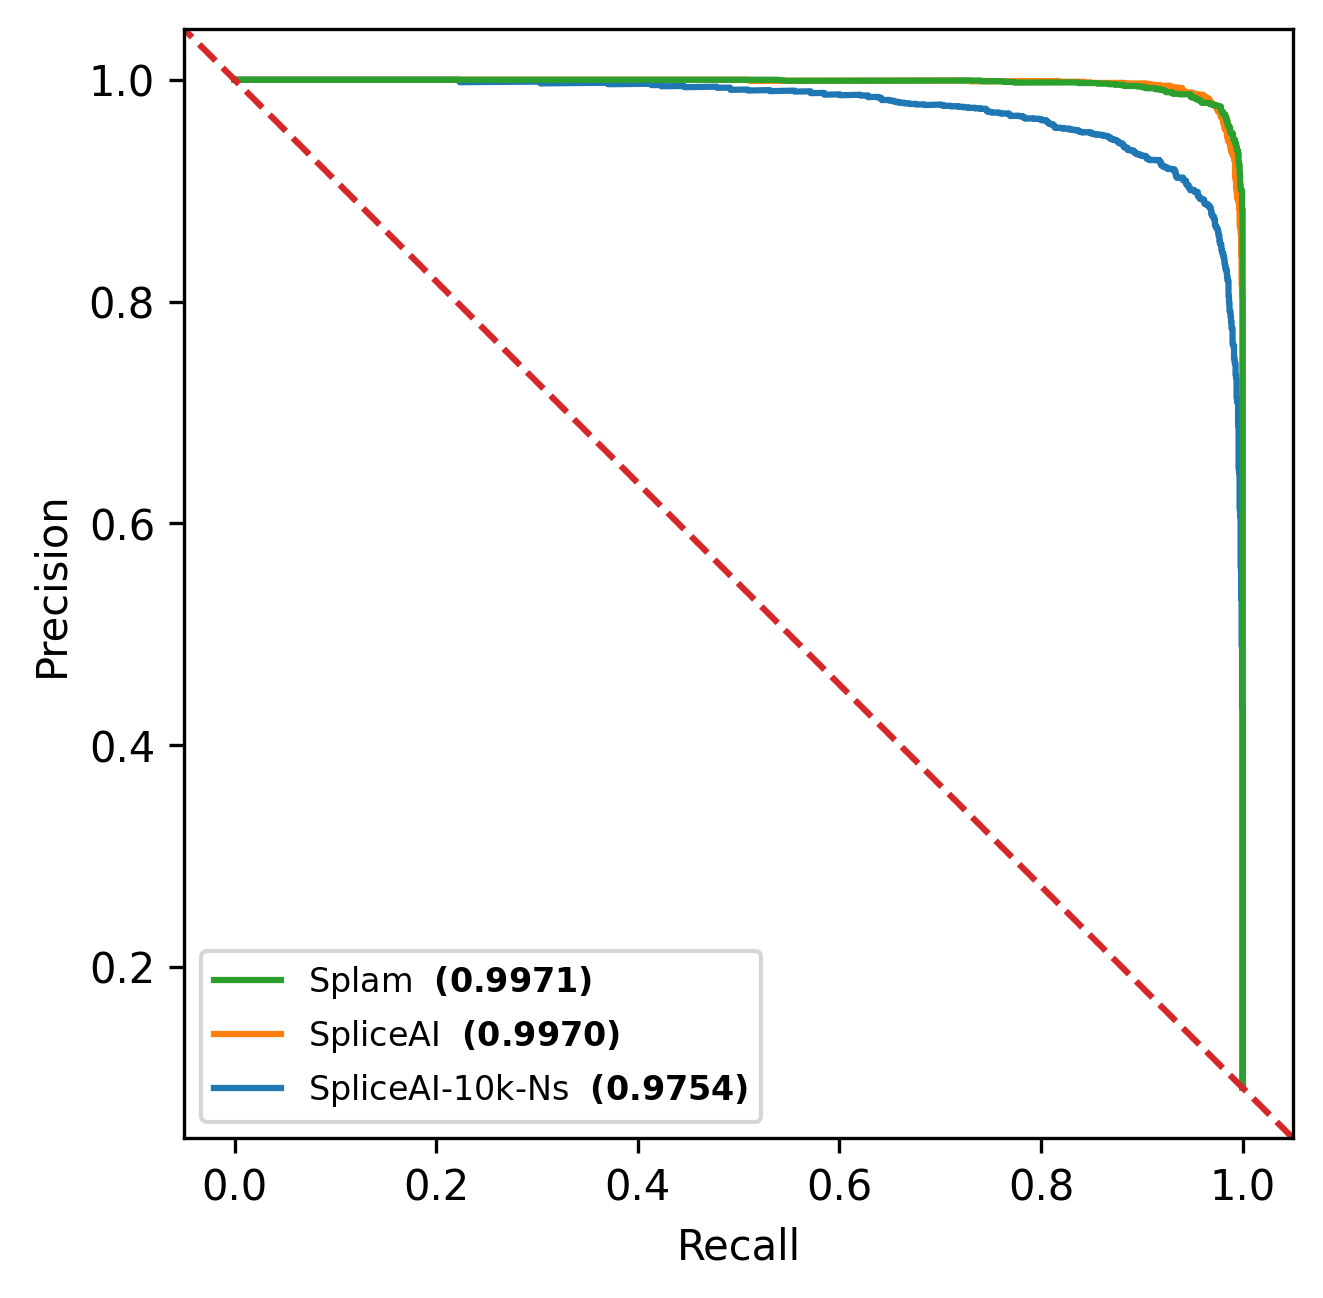 1.0
0.8
0.6
0.4
0.2
Precision
Splam (0.9971)
SpliceAI (0.9970)
SpliceAI-10k-Ns (0.9754)
0.0 0.2 0.4 0.6 0.8 1.0
Recall